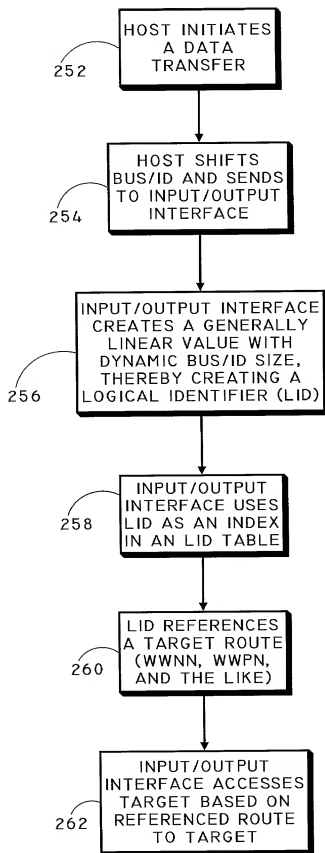 HOST INITIATES
A DATA
TRANSFER
252
HOST SHIFTS
BUS/ID AND SENDS
TO INPUT/OUTPUT
INTERFACE
254
INPUT/OUTPUT INTERFACE
CREATES A GENERALLY
LINEAR VALUE WITH
DYNAMIC BUS/ID SIZE,
THEREBY CREATING A
LOGICAL IDENTIFIER (LID)
256
INPUT/OUTPUT
INTERFACE USES
LID AS AN INDEX
IN AN LID TABLE
258
LID REFERENCES
A TARGET ROUTE
(WWNN, WWPN,
AND THE LIKE)
260
INPUT/OUTPUT
INTERFACE ACCESSES
TARGET BASED ON
REFERENCED ROUTE
TO TARGET
262